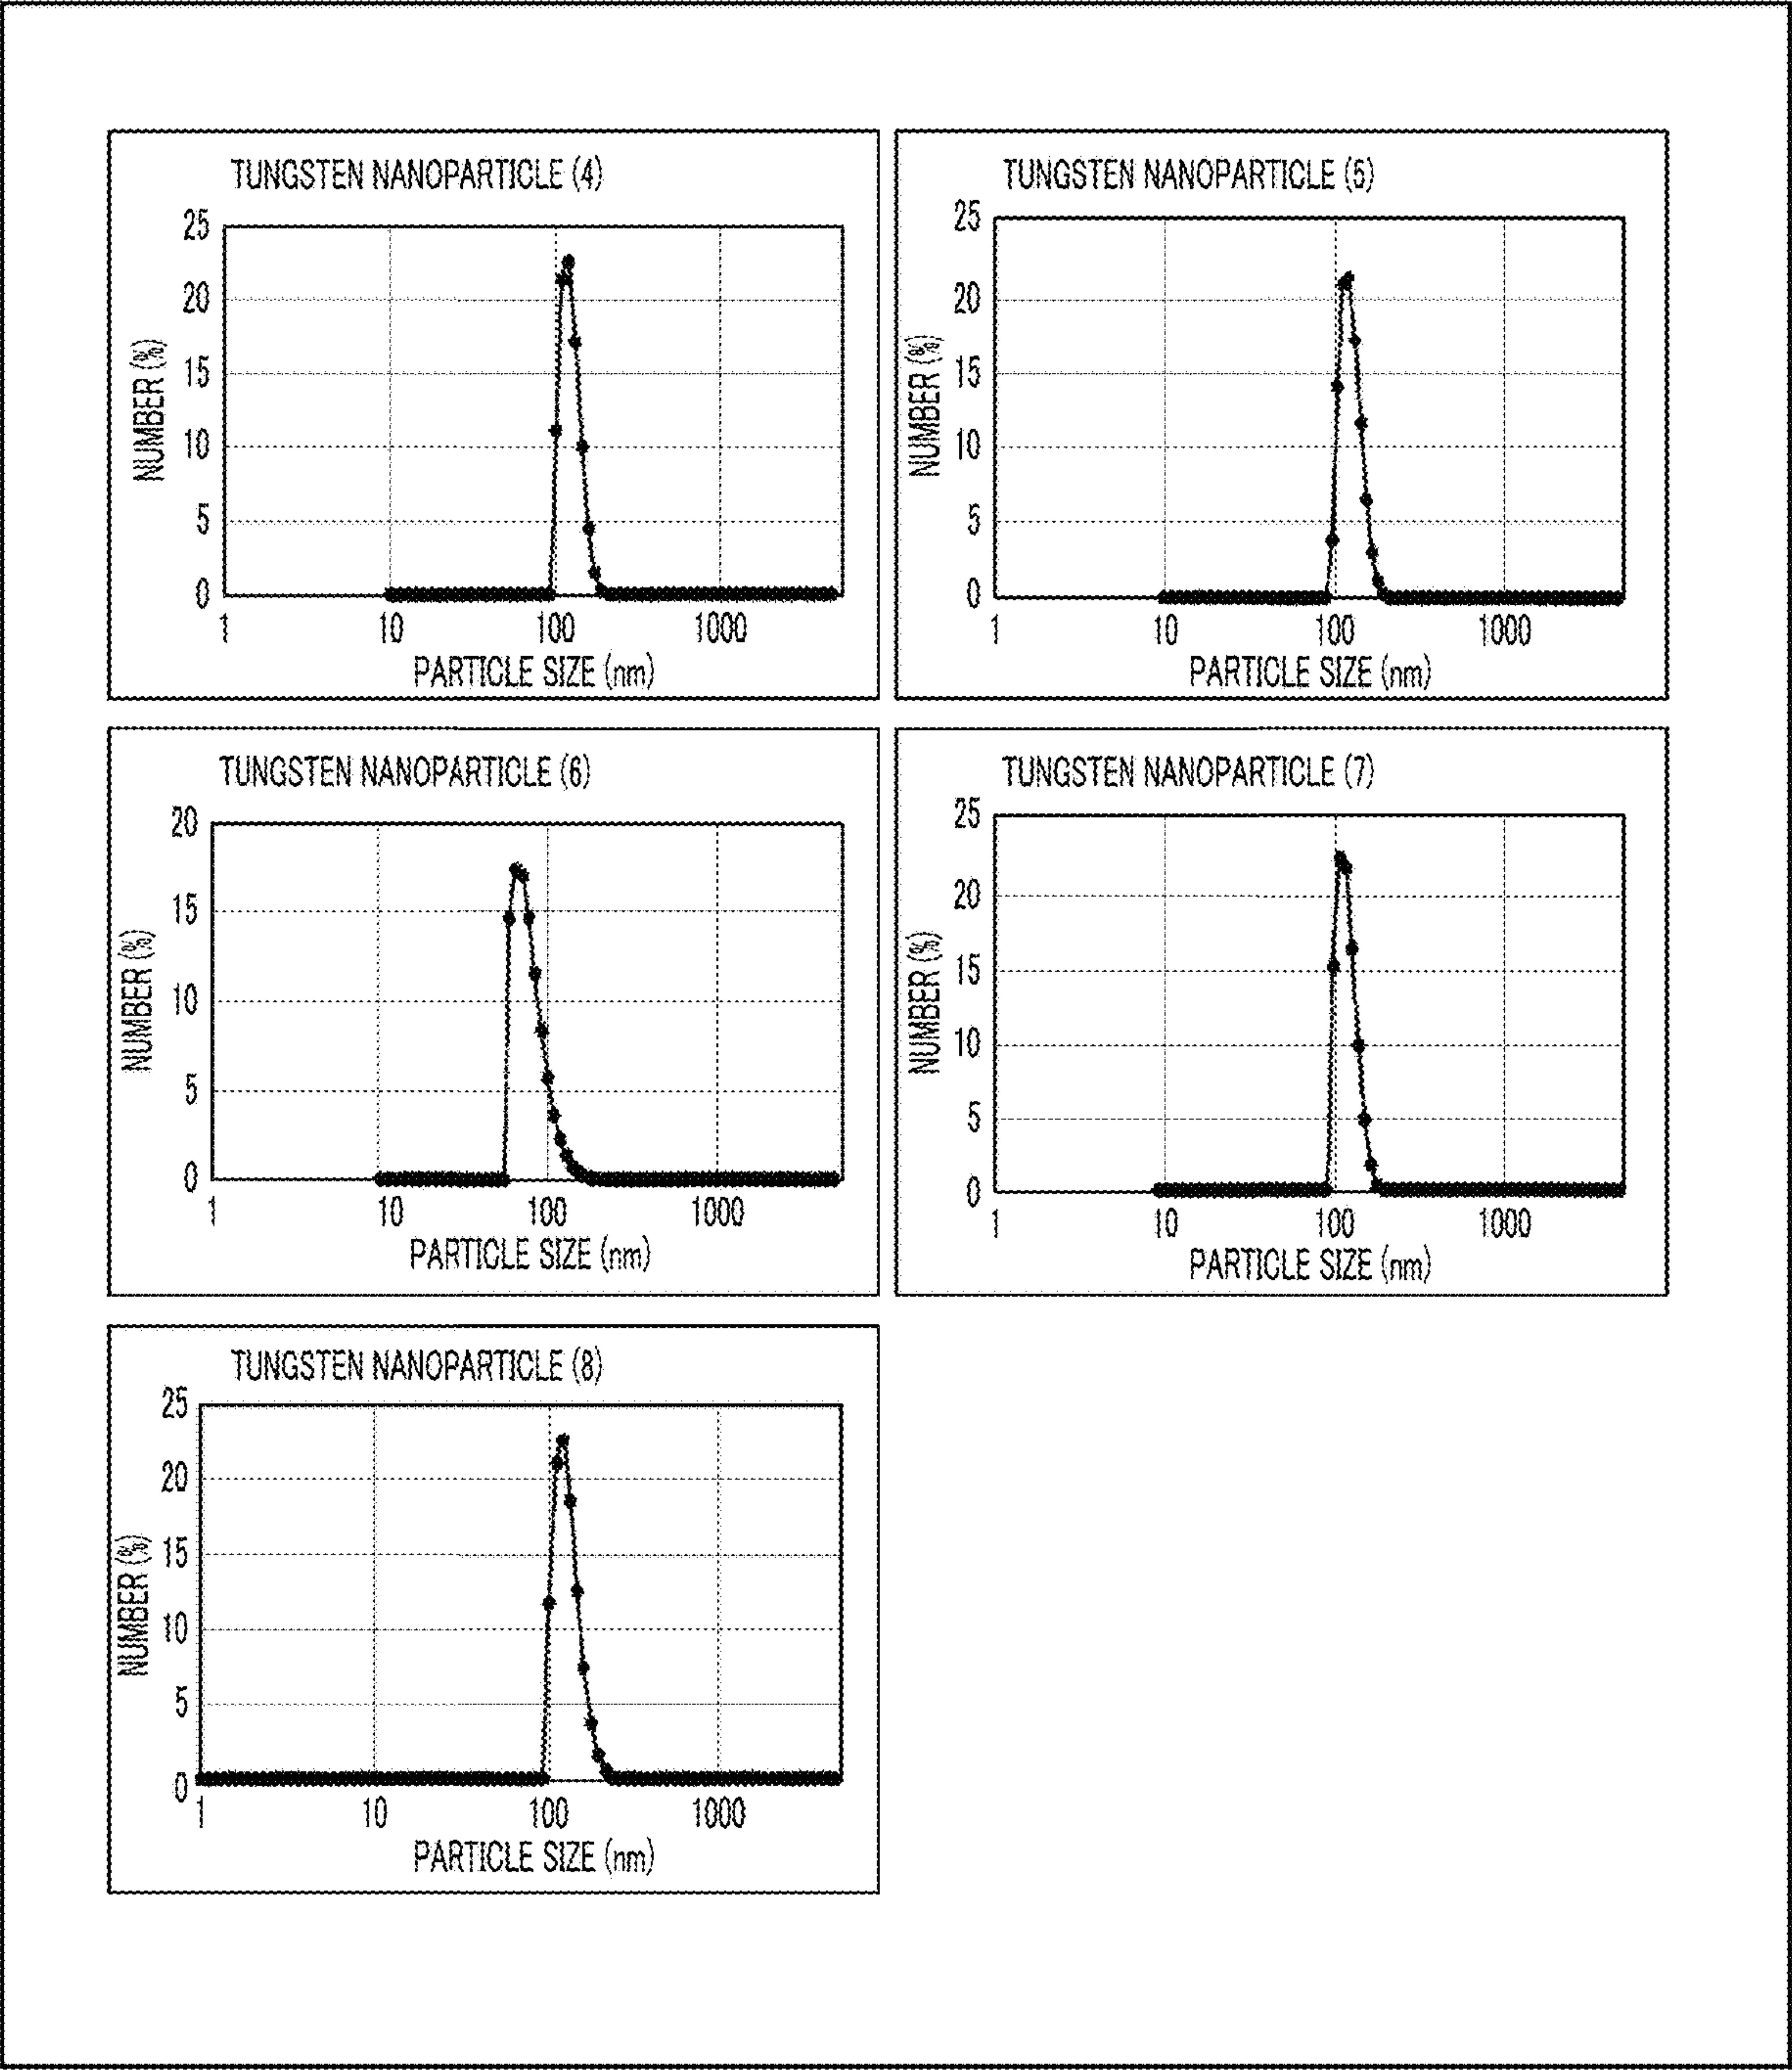 TUNGSTEN NANOPARTICLE (4)
25
20
15
10
5
0
NUMBER (%)
1 10 100 1000
PARTICLE SIZE (nm)
TUNGSTEN NANOPARTICLE (5)
25
20
15
10
5
0
NUMBER (%)
1 10 100 1000
PARTICLE SIZE (nm)
TUNGSTEN NANOPARTICLE (6)
20
15
10
5
0
NUMBER (%)
1 10 100 1000
PARTICLE SIZE (nm)
TUNGSTEN NANOPARTICLE (7)
25
20
15
10
5
0
NUMBER (%)
1 10 100 1000
PARTICLE SIZE (nm)
TUNGSTEN NANOPARTICLE (8)
25
20
15
10
5
0
NUMBER (%)
1 10 100 1000
PARTICLE SIZE (nm)